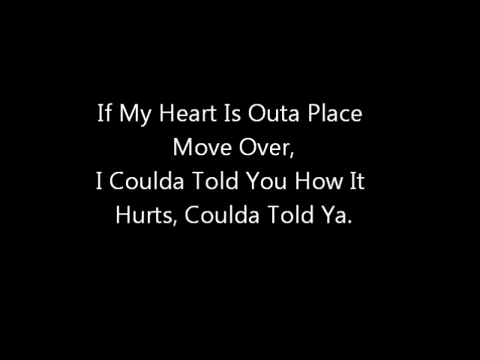 If My Heart Is Outa Place
Move Over,
I Coulda Told You How It
Hurts, Coulda Told Ya.